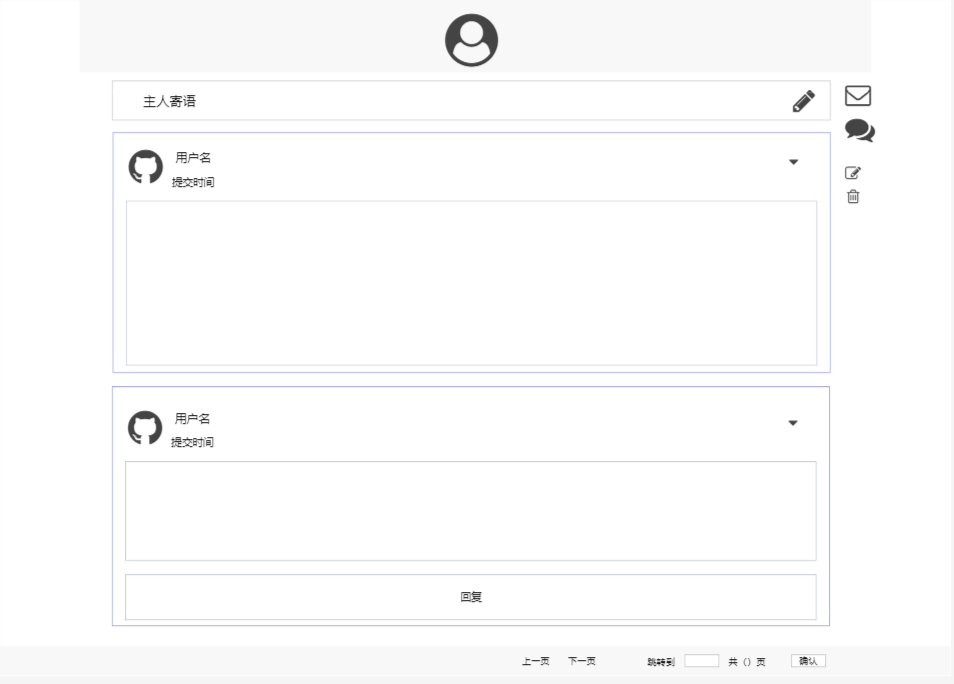 主人寄语
用户名
提交时间
用户名
提交时间
回复
上一页 下一页 跳转到 共（）页 确认